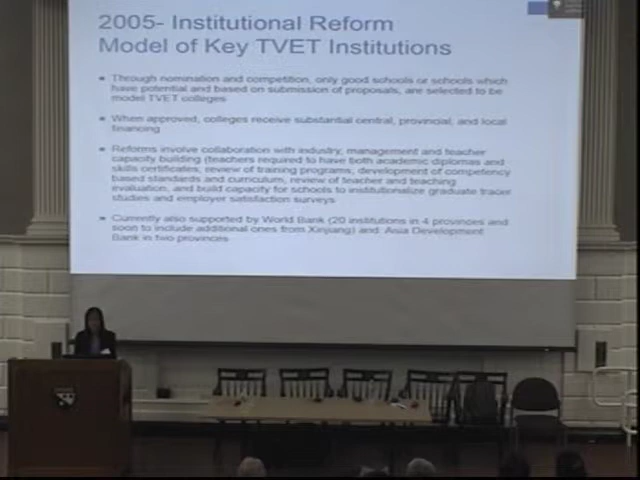 2005- Institutional Reform
Model of Key TVET Institutions
Through nomination and competition, only good schools or schools which
have potential and based on submission of proposals, are selected to be
model TVET colleges
When approved, colleges receive substantial central, provincial, and local
financing
Reforms involve collaboration with industry, management and teacher
capacity building (teachers required to have both academic diplomas and
skills certificates, review of training programs, development of competency
based standards and curriculum, review of teacher and teaching
evaluation, and build capacity for schools to institutionalize graduate tracer
studies and employer satisfaction surveys
Currently also supported by World Bank (20 institutions in 4 provinces and
soon to include additional ones from Xinjiang) and Asia Development
Bank in two provinces